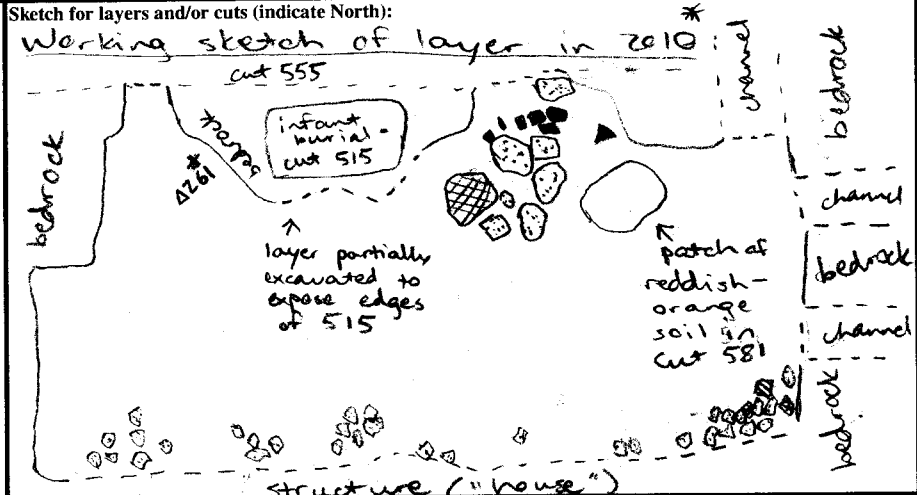 Sketch for layers and/or cuts (indicate North):
*
Working sketch of layer in 2010:
cut 555
channel
bedrock
infant
burial -
cut 515
bedrock
*
Δ261
bedrock
channel
bedrock
channel
bedrock
layer partially
excavated to
expose edges
of 515
patch of
reddish-
orange
soil in
cut 581
structure ("house")